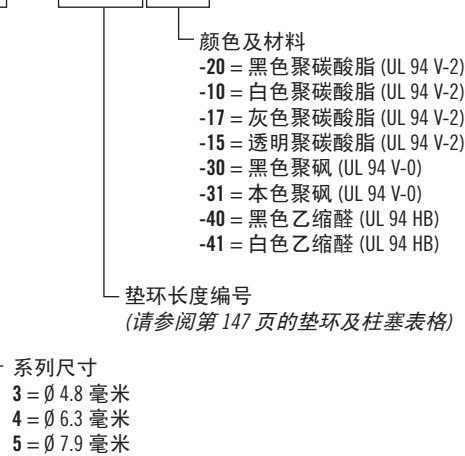 颜色及材料
-20 = 黑色聚碳酸脂 (UL 94 V-2)
-10 = 白色聚碳酸脂 (UL 94 V-2)
-17 = 灰色聚碳酸脂 (UL 94 V-2)
-15 = 透明聚碳酸脂 (UL 94 V-2)
-30 = 黑色聚砜 (UL 94 V-0)
-31 = 本色聚砜 (UL 94 V-0)
-40 = 黑色乙缩醛 (UL 94 HB)
-41 = 白色乙缩醛 (UL 94 HB)
垫环长度编号
(请参阅第 147 页的垫环及柱塞表格)
系列尺寸
3 = Ø 4.8 毫米
4 = Ø 6.3 毫米
5 = Ø 7.9 毫米